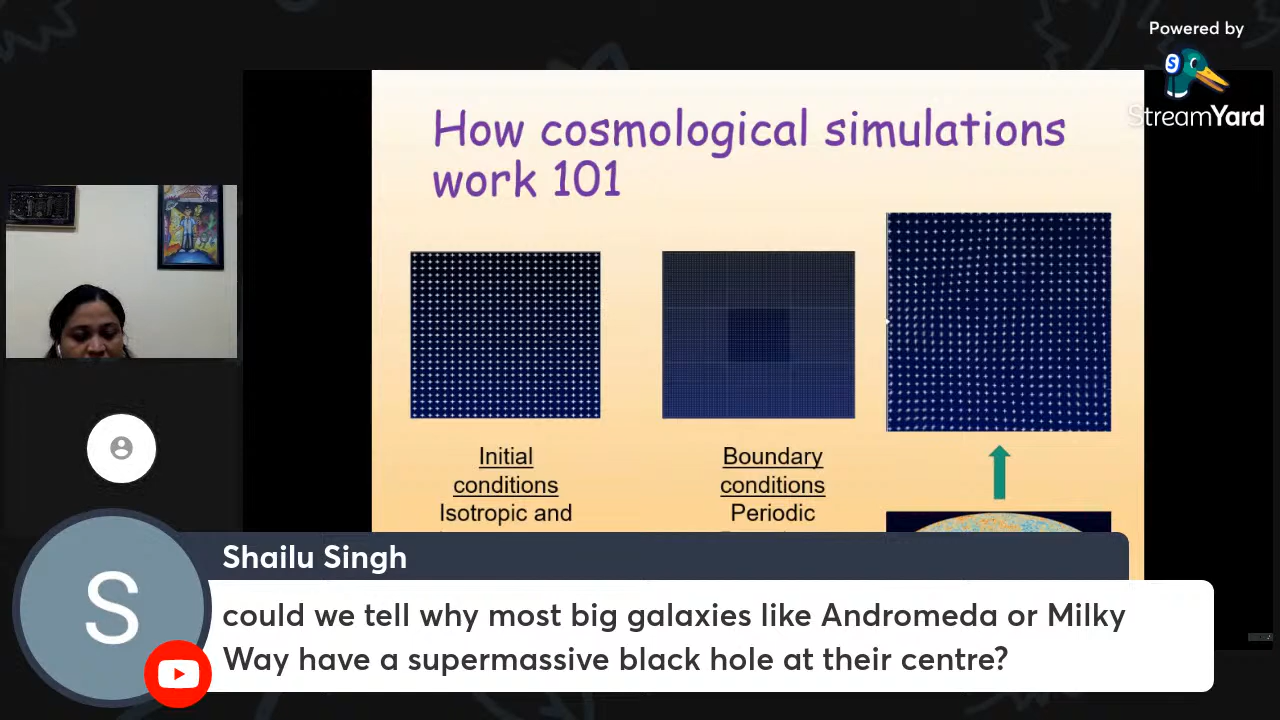 Powered by
StreamYard
How cosmological simulations
work 101
Initial
conditions
Isotropic and
Boundary
conditions
Periodic
Shailu Singh
could we tell why most big galaxies like Andromeda or Milky
Way have a supermassive black hole at their centre?
S